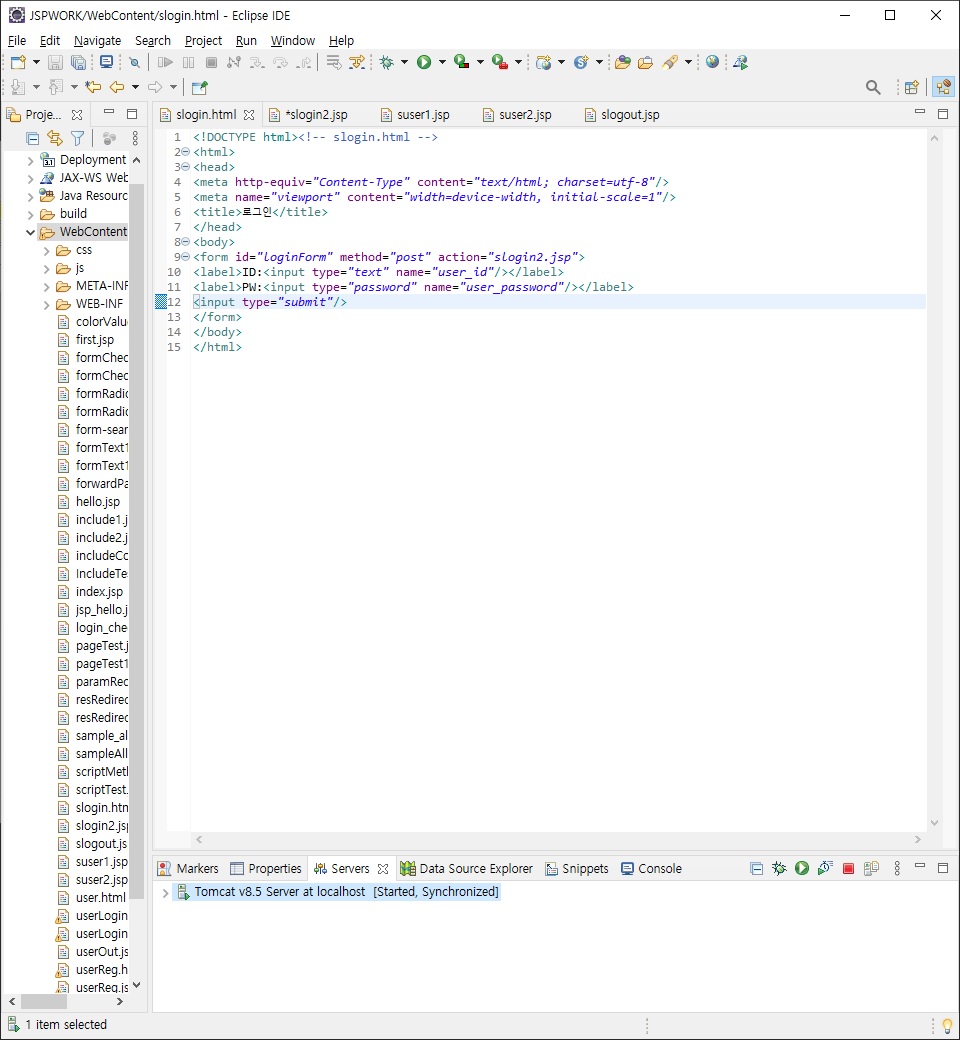 JSPWORK/WebContent/slogin.html - Eclipse IDE
File Edit Navigate Search Project Run Window Help
Proje...
Deployment
JAX-WS Web
Java Resourc
build
WebContent
css
js
META-INF
WEB-INF
colorValu
first.jsp
formChec
formChec
formRadio
formRadio
form-sear
formText1
formText1
forwardPa
hello.jsp
include1.j
include2.j
includeCo
IncludeTes
index.jsp
jsp_hello.j
login_che
pageTest.j
pageTest1
paramRec
resRedirec
resRedirec
sample_al
sampleAll
scriptMetl
scriptTest.
slogin.htm
slogin2.jsp
slogout.js
suser1.jsp
suser2.jsp
user.html
userLogin
userLogin
userOut.js
userReg.h
userReg.js
slogin.html *slogin2.jsp suser1.jsp suser2.jsp slogout.jsp
1 <!DOCTYPE html><!-- slogin.html -->
2 <html>
3 <head>
4 <meta http-equiv="Content-Type" content="text/html; charset=utf-8"/>
5 <meta name="viewport" content="width=device-width, initial-scale=1"/>
6 <title>로그인</title>
7 </head>
8 <body>
9 <form id="loginForm" method="post" action="slogin2.jsp">
10 <label>ID:<input type="text" name="user_id"/></label>
11 <label>PW:<input type="password" name="user_password"/></label>
12 <input type="submit"/>
13 </form>
14 </body>
15 </html>
Markers Properties Servers Data Source Explorer Snippets Console
Tomcat v8.5 Server at localhost [Started, Synchronized]
1 item selected